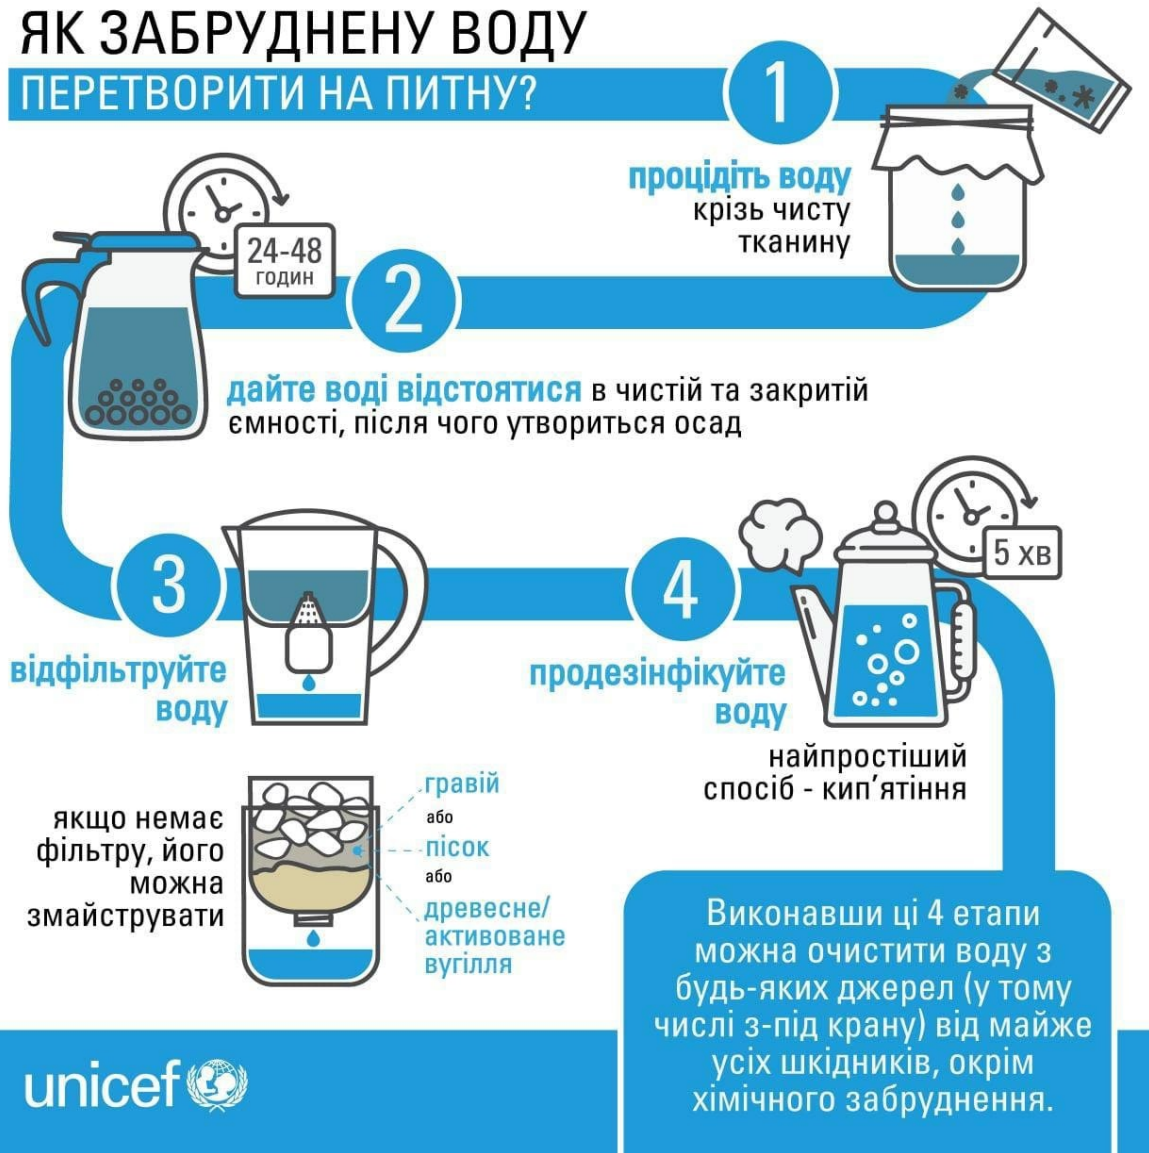 ЯК ЗАБРУДНЕНУ ВОДУ
ПЕРЕТВОРИТИ НА ПИТНУ?
1
процідіть воду
крізь чисту
тканину
24-48
годин
2
дайте воді відстоятися в чистій та закритій
ємності, після чого утвориться осад
3
відфільтруйте
воду
якщо немає
фільтру, його
можна
змайструвати
гравій
або
пісок
або
древесне/
активоване
вугілля
4
5 хв
продезінфікуйте
воду
найпростіший
спосіб - кип’ятіння
Виконавши ці 4 етапи
можна очистити воду з
будь-яких джерел (у тому
числі з-під крану) від майже
усіх шкідників, окрім
хімічного забруднення.
unicef